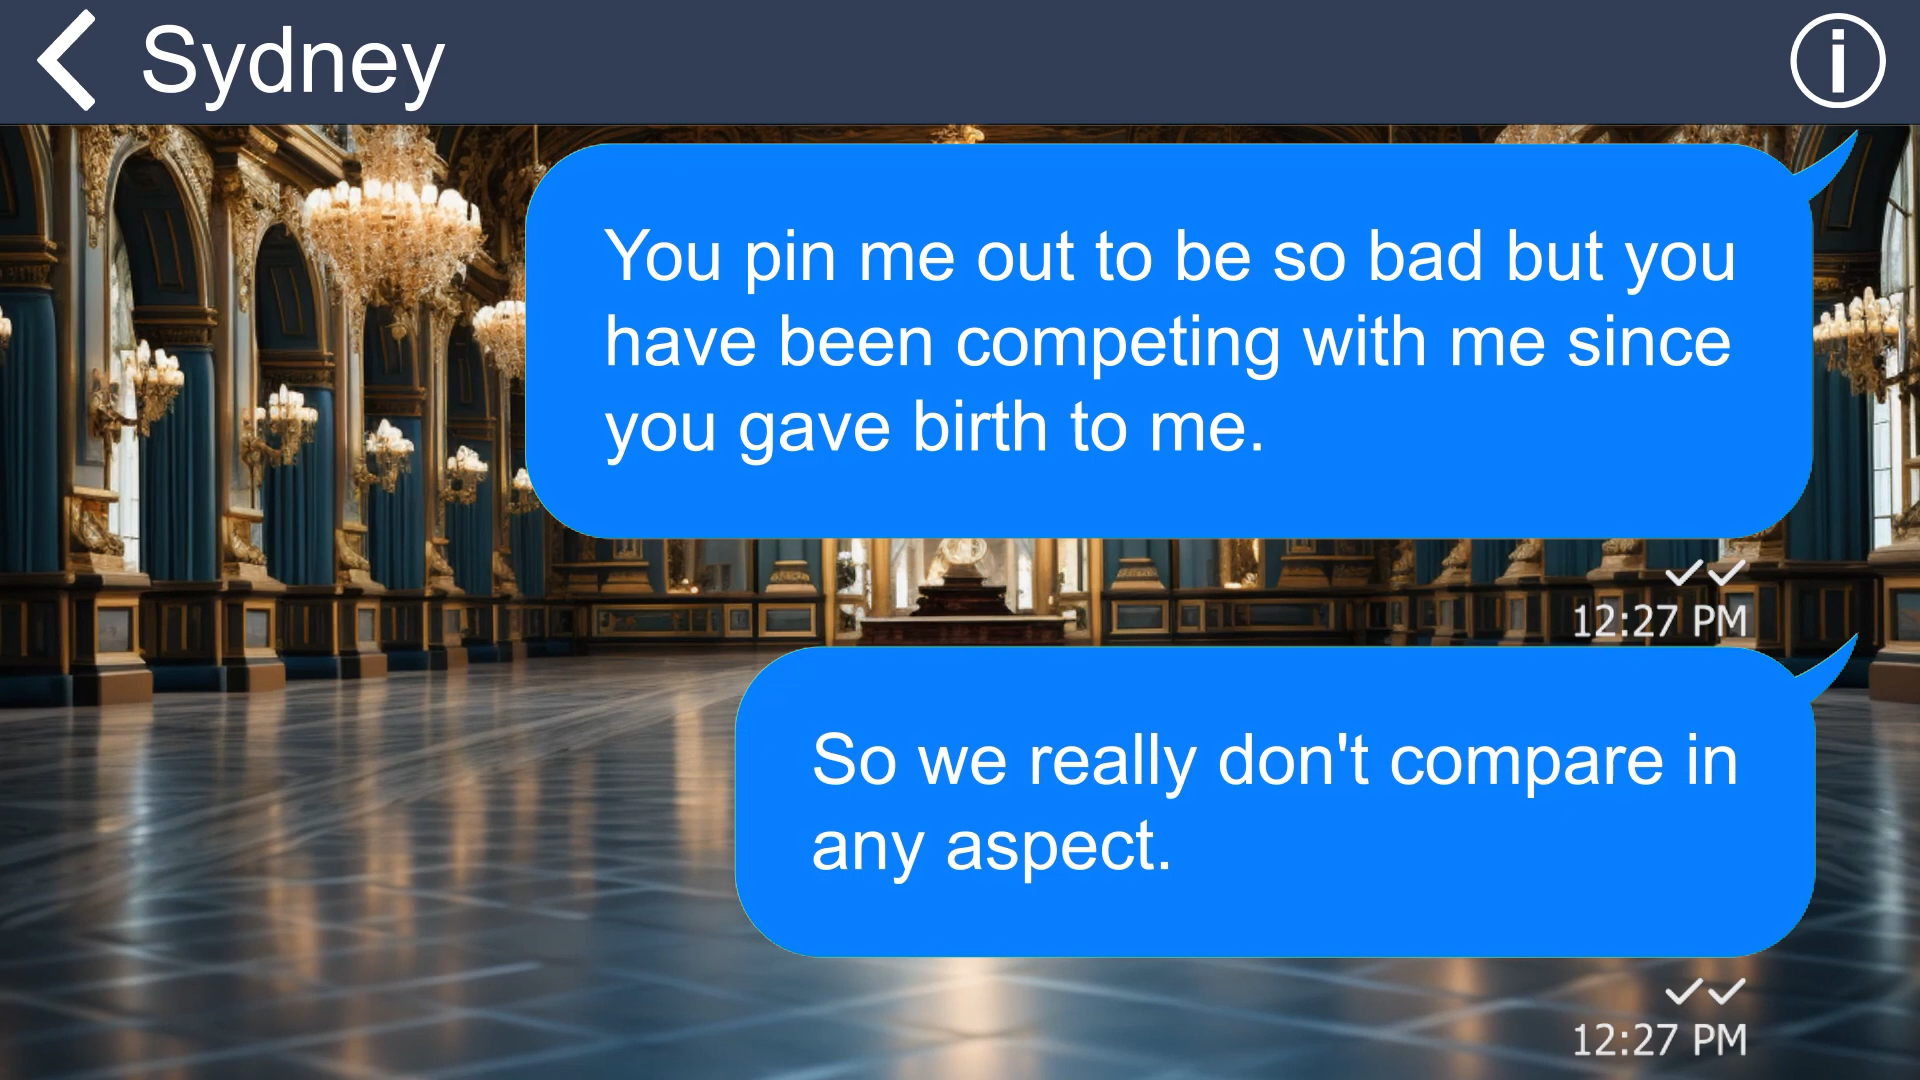 Sydney
You pin me out to be so bad but you
have been competing with me since
you gave birth to me.
12:27 PM
So we really don't compare in
any aspect.
12:27 PM